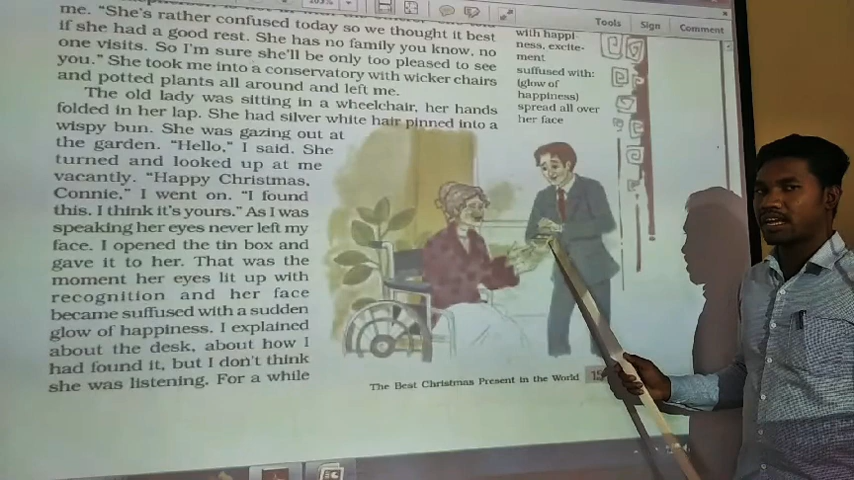 me. "She's rather confused today so we thought it best
if she had a good rest. She has no family you know, no
one visits. So I'm sure she'll be only too pleased to see
you." She took me into a conservatory with wicker chairs
and potted plants all around and left me.
The old lady was sitting in a wheelchair, her hands
folded in her lap. She had silver white hair pinned into a
wispy bun. She was gazing out at
the garden. "Hello," I said. She
turned and looked up at me
vacantly. "Happy Christmas,
Connie," I went on. "I found
this. I think it's yours." As I was
speaking her eyes never left my
face. I opened the tin box and
gave it to her. That was the
moment her eyes lit up with
recognition and her face
became suffused with a sudden
glow of happiness. I explained
about the desk, about how I
had found it, but I don't think
she was listening. For a while
with happi-
ness, excite-
ment
suffused with:
(glow of
happiness)
spread all over
her face
The Best Christmas Present in the World
Tools Sign Comment